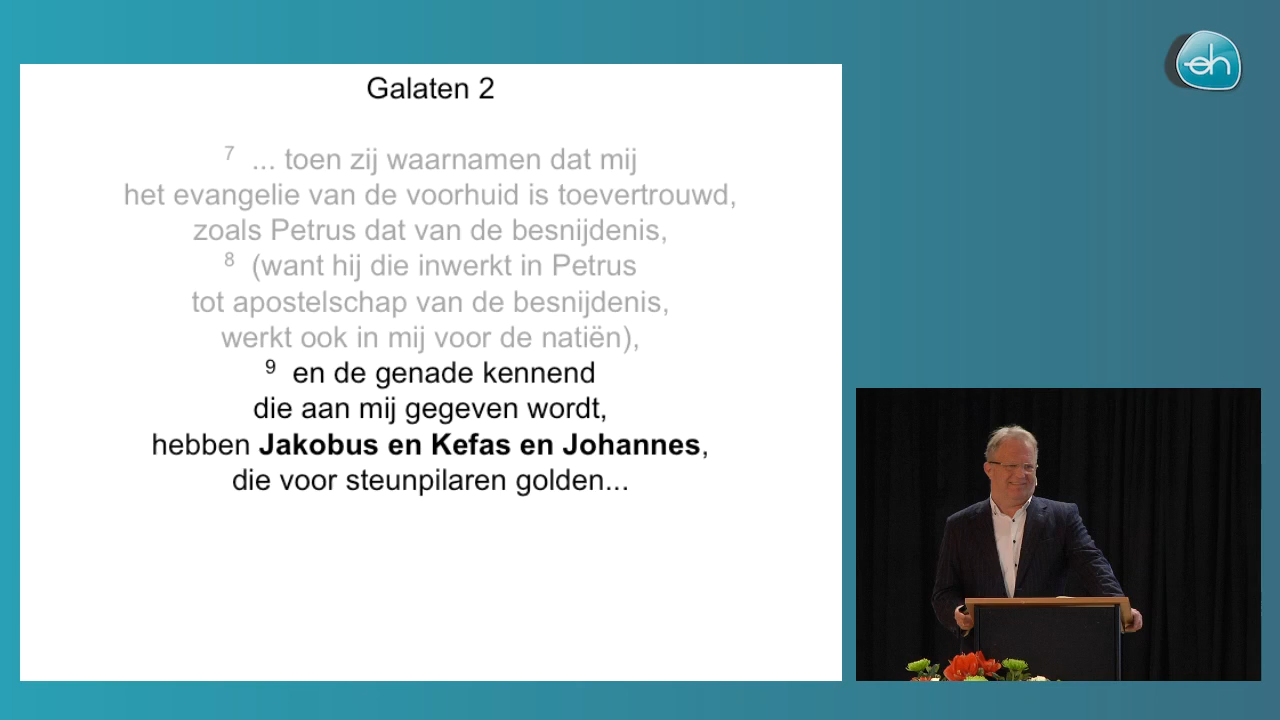 Galaten 2
7 ... toen zij waarnamen dat mij
het evangelie van de voorhuid is toevertrouwd,
zoals Petrus dat van de besnijdenis,
8 (want hij die inwerkt in Petrus
tot apostelschap van de besnijdenis,
werkt ook in mij voor de natiën),
9 en de genade kennend
die aan mij gegeven wordt,
hebben Jakobus en Kefas en Johannes,
die voor steunpilaren golden...
eh